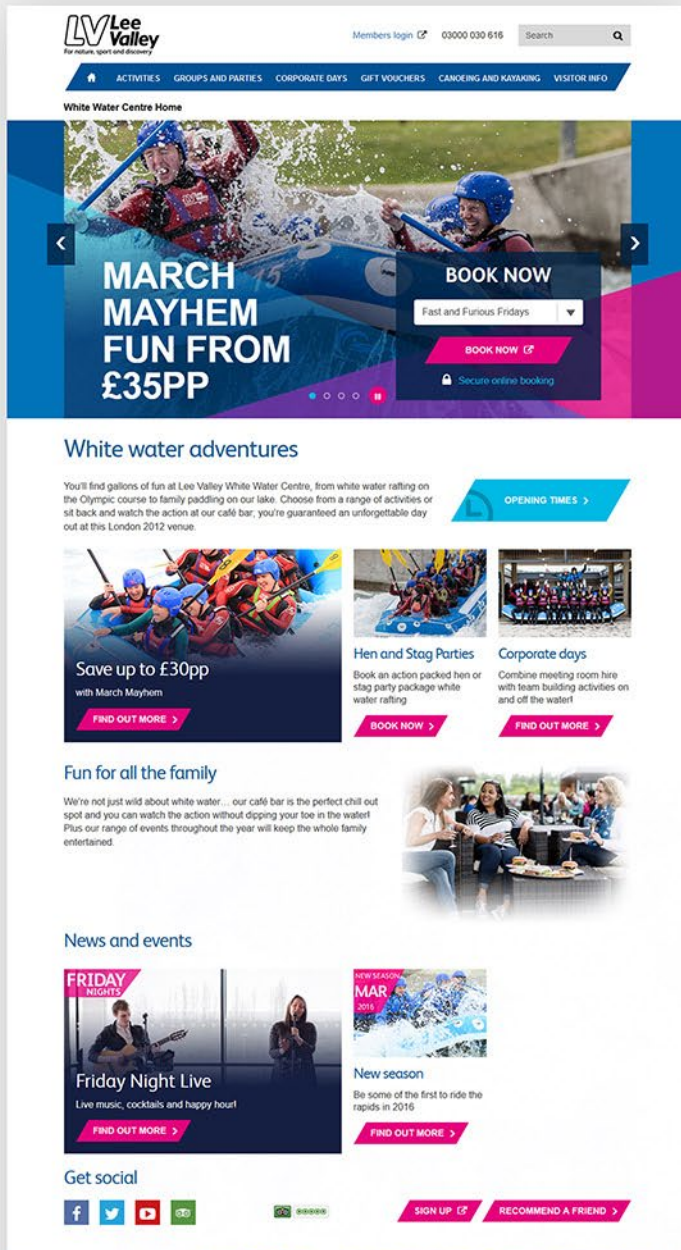 LV Lee
Valley
For nature, sport and discovery
Members login
03000 030 616
Search
ACTIVITIES
GROUPS AND PARTIES
CORPORATE DAYS
GIFT VOUCHERS
CANOEING AND KAYAKING
VISITOR INFO
White Water Centre Home
MARCH
MAYHEM
FUN FROM
£35PP
BOOK NOW
Fast and Furious Fridays
BOOK NOW
Secure online booking
White water adventures
You'll find gallons of fun at Lee Valley White Water Centre, from white water rafting on
the Olympic course to family paddling on our lake. Choose from a range of activities or
sit back and watch the action at our café bar, you're guaranteed an unforgettable day
out at this London 2012 venue.
OPENING TIMES
Save up to £30pp
with March Mayhem
FIND OUT MORE
Hen and Stag Parties
Book an action packed hen or
stag party package white
water rafting
BOOK NOW
Corporate days
Combine meeting room hire
with team building activities on
and off the water!
FIND OUT MORE
Fun for all the family
We're not just wild about white water… our café bar is the perfect chill out
spot and you can watch the action without dipping your toe in the water!
Plus our range of events throughout the year will keep the whole family
entertained.
News and events
FRIDAY
NIGHTS
Friday Night Live
Live music, cocktails and happy hour!
FIND OUT MORE
NEW SEASON
MAR
2016
New season
Be some of the first to ride the
rapids in 2016
FIND OUT MORE
Get social
SIGN UP
RECOMMEND A FRIEND